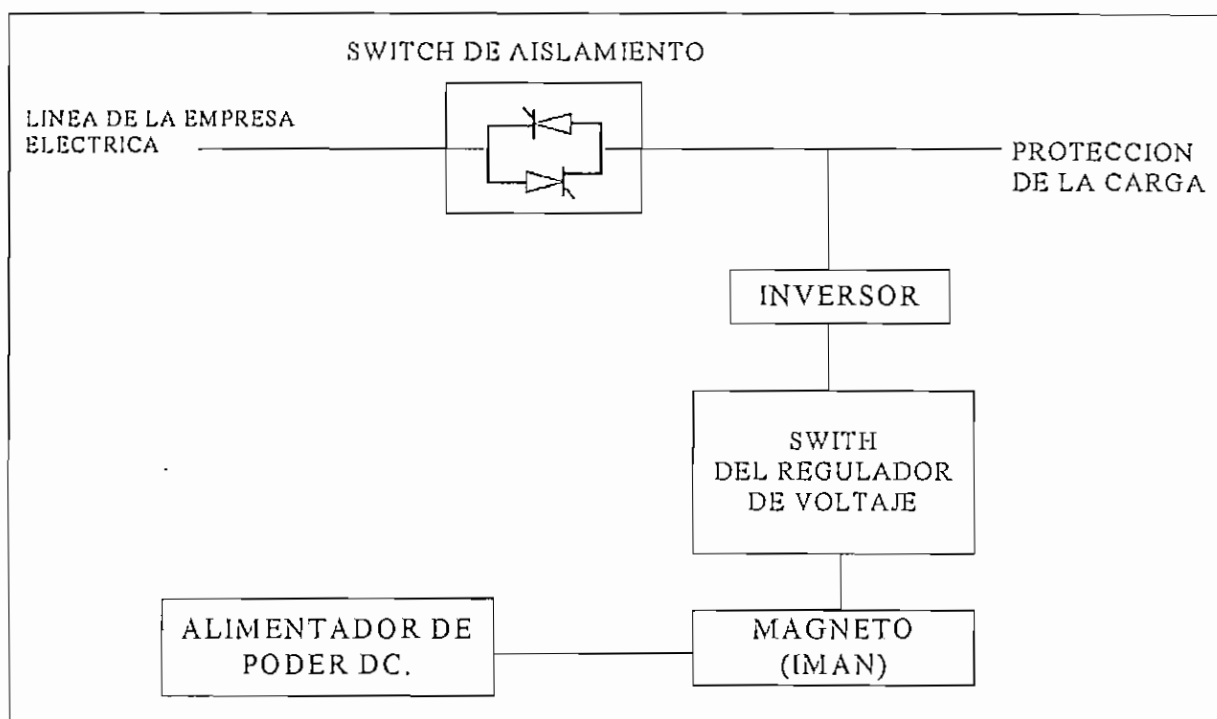 SWITCH DE AISLAMIENTO
LINEA DE LA EMPRESA
ELECTRICA
PROTECCION
DE LA CARGA
INVERSOR
SWITH
DEL REGULADOR
DE VOLTAJE
ALIMENTADOR DE
PODER DC.
MAGNETO
(IMAN)